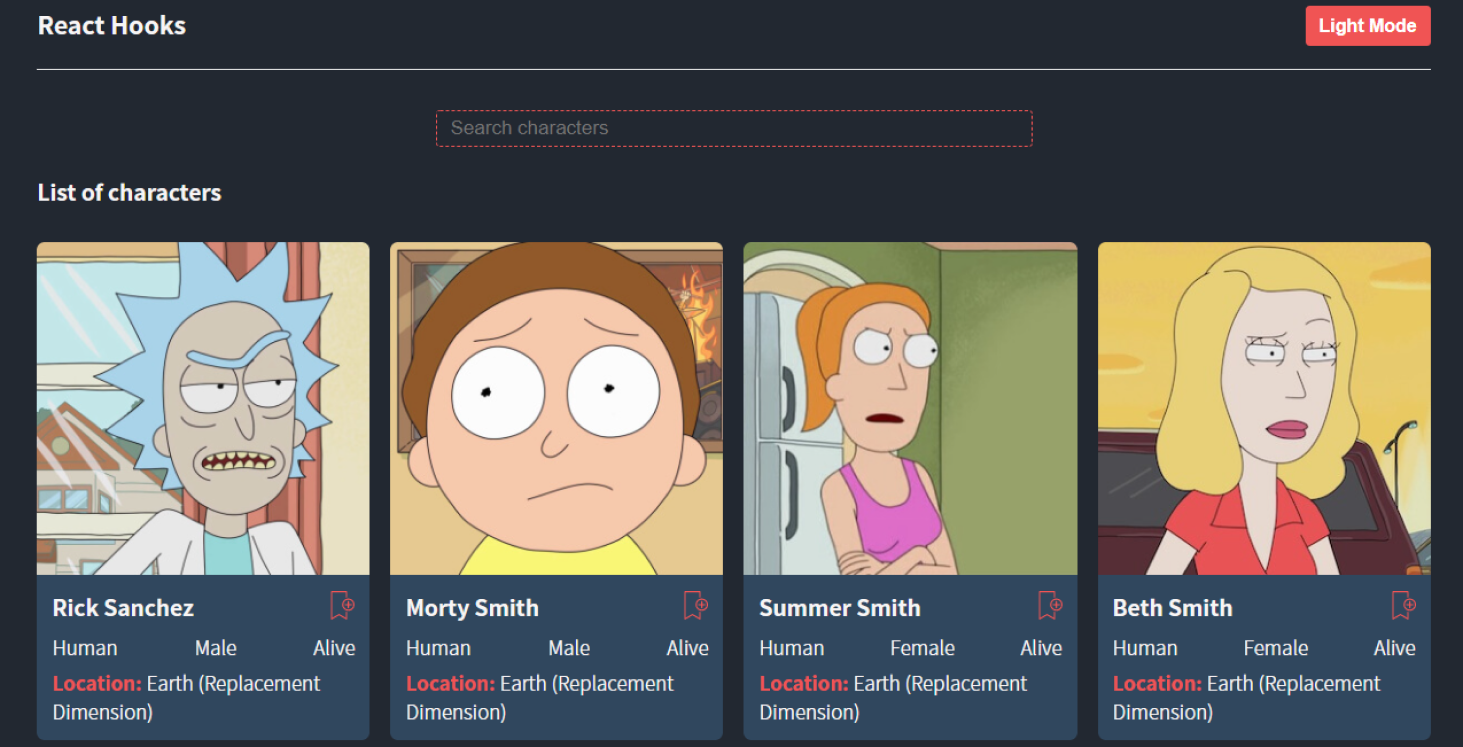 React Hooks
Light Mode
Search characters
List of characters
Rick Sanchez
Human Male Alive
Location: Earth (Replacement
Dimension)
Morty Smith
Human Male Alive
Location: Earth (Replacement
Dimension)
Summer Smith
Human Female Alive
Location: Earth (Replacement
Dimension)
Beth Smith
Human Female Alive
Location: Earth (Replacement
Dimension)